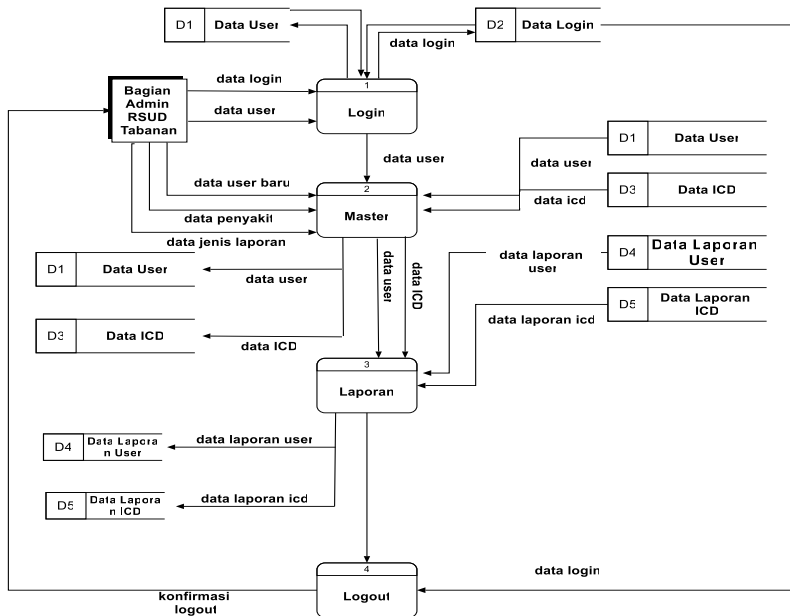 D1 Data User
D2 Data Login
data login
1
Login
Bagian
Admin
RSUD
Tabanan
data login
data user
data user
D1 Data User
data user
D3 Data ICD
data icd
2
Master
data user baru
data penyakit
data jenis laporan
D1 Data User
data user
D3 Data ICD
data ICD
data user
data ICD
D4 Data Laporan
User
data laporan
user
D5 Data Laporan
ICD
data laporan icd
3
Laporan
D4 Data Lapora
n User
data laporan user
D5 Data Lapora
n ICD
data laporan icd
4
Logout
data login
konfirmasi
logout